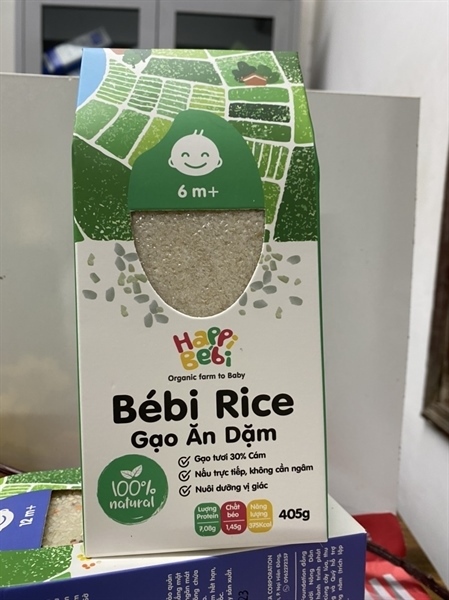 6 m+
Happi
Bébi
Organic farm to Baby
Bébi Rice
Gạo Ăn Dặm
Gạo tươi 30% Cám
Nấu trực tiếp, không cần ngâm
Nuôi dưỡng vị giác
100%
natural
Lượng
Protein
7,08g
Chất
béo
1,45g
Năng
lượng
405g
12 m+
CORPORATION